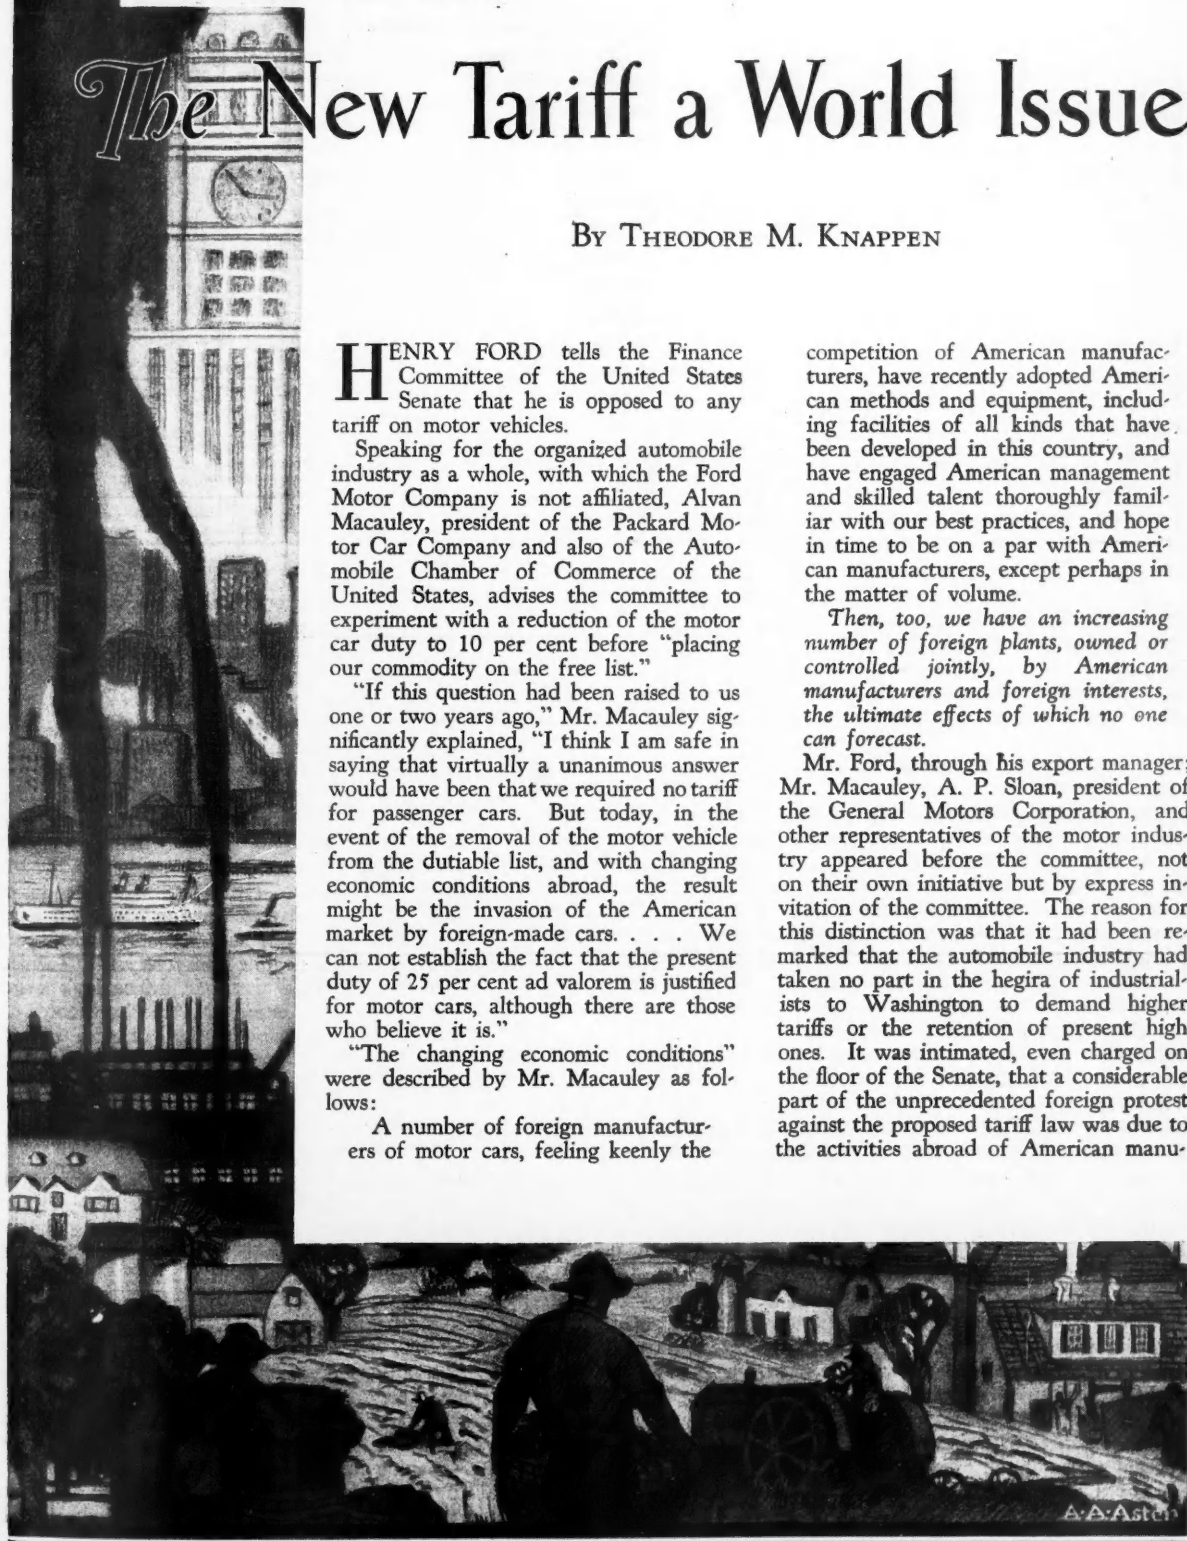 The New Tariff a World Issue
BY THEODORE M. KNAPPEN
HENRY FORD tells the Finance
Committee of the United States
Senate that he is opposed to any
tariff on motor vehicles.
Speaking for the organized automobile
industry as a whole, with which the Ford
Motor Company is not affiliated, Alvan
Macauley, president of the Packard Mo-
tor Car Company and also of the Auto-
mobile Chamber of Commerce of the
United States, advises the committee to
experiment with a reduction of the motor
car duty to 10 per cent before “placing
our commodity on the free list.”
“If this question had been raised to us
one or two years ago,” Mr. Macauley sig-
nificantly explained, “I think I am safe in
saying that virtually a unanimous answer
would have been that we required no tariff
for passenger cars. But today, in the
event of the removal of the motor vehicle
from the dutiable list, and with changing
economic conditions abroad, the result
might be the invasion of the American
market by foreign-made cars. . . . We
can not establish the fact that the present
duty of 25 per cent ad valorem is justified
for motor cars, although there are those
who believe it is.”
“The changing economic conditions”
were described by Mr. Macauley as fol-
lows:
A number of foreign manufactur-
ers of motor cars, feeling keenly the
competition of American manufac-
turers, have recently adopted Ameri-
can methods and equipment, includ-
ing facilities of all kinds that have
been developed in this country, and
have engaged American management
and skilled talent thoroughly famil-
iar with our best practices, and hope
in time to be on a par with Ameri-
can manufacturers, except perhaps in
the matter of volume.
Then, too, we have an increasing
number of foreign plants, owned or
controlled jointly, by American
manufacturers and foreign interests,
the ultimate effects of which no one
can forecast.
Mr. Ford, through his export manager;
Mr. Macauley, A. P. Sloan, president of
the General Motors Corporation, and
other representatives of the motor indus-
try appeared before the committee, not
on their own initiative but by express in-
vitation of the committee. The reason for
this distinction was that it had been re-
marked that the automobile industry had
taken no part in the hegira of industrial-
ists to Washington to demand higher
tariffs or the retention of present high
ones. It was intimated, even charged on
the floor of the Senate, that a considerable
part of the unprecedented foreign protest
against the proposed tariff law was due to
the activities abroad of American manu-
A·A·Asten